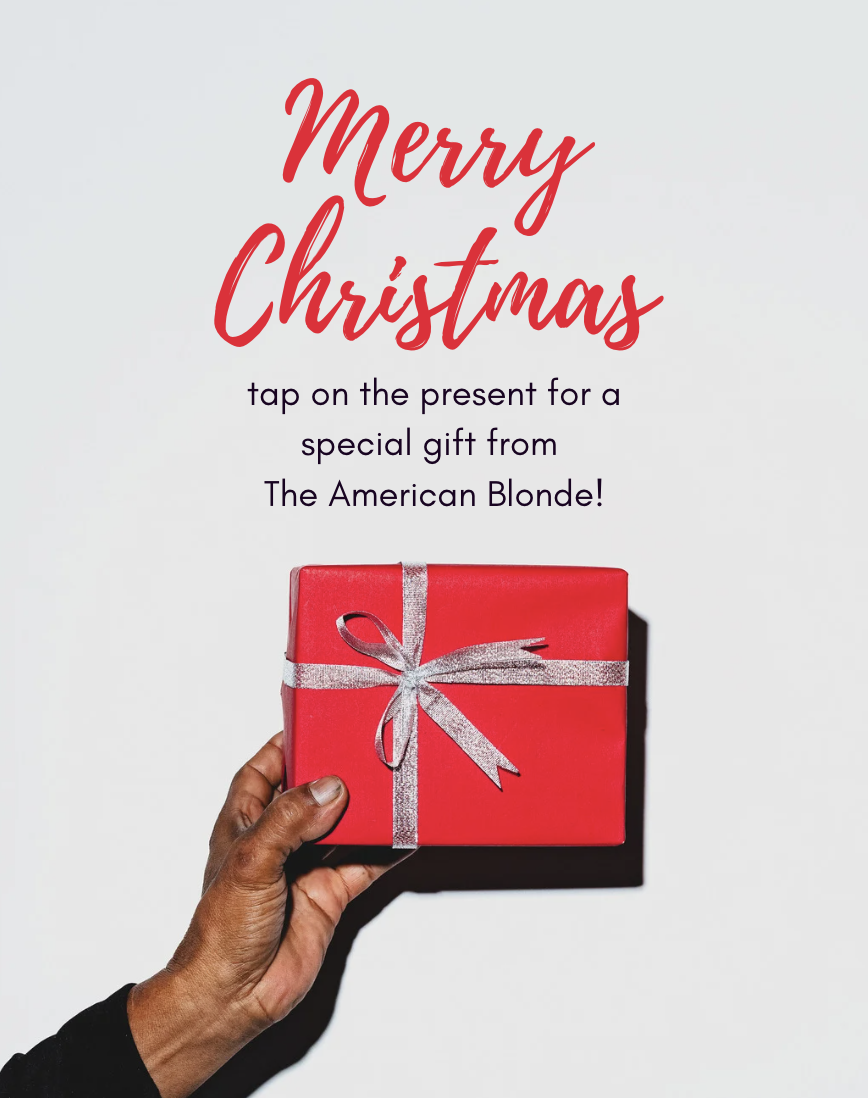 Merry
Christmas
tap on the present for a
special gift from
The American Blonde!